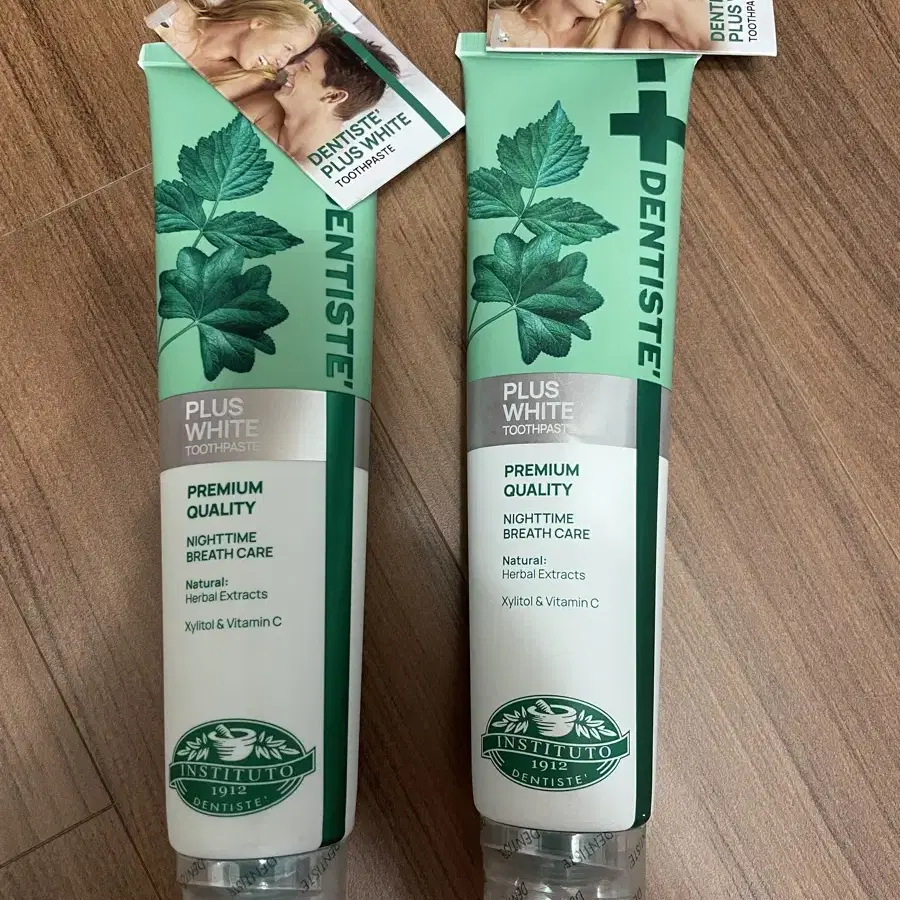 DENTISTE'
PLUS WHITE
TOOTHPASTE
DENTISTE'
PLUS
WHITE
TOOTHPASTE
PREMIUM
QUALITY
NIGHTTIME
BREATH CARE
Natural:
Herbal Extracts
Xylitol & Vitamin C
INSTITUTO
1912
DENTISTE'
DENTISTE'
DENTISTE'
PLUS
WHITE
TOOTHPASTE
PREMIUM
QUALITY
NIGHTTIME
BREATH CARE
Natural:
Herbal Extracts
Xylitol & Vitamin C
INSTITUTO
1912
DENTISTE'
DENTISTE'